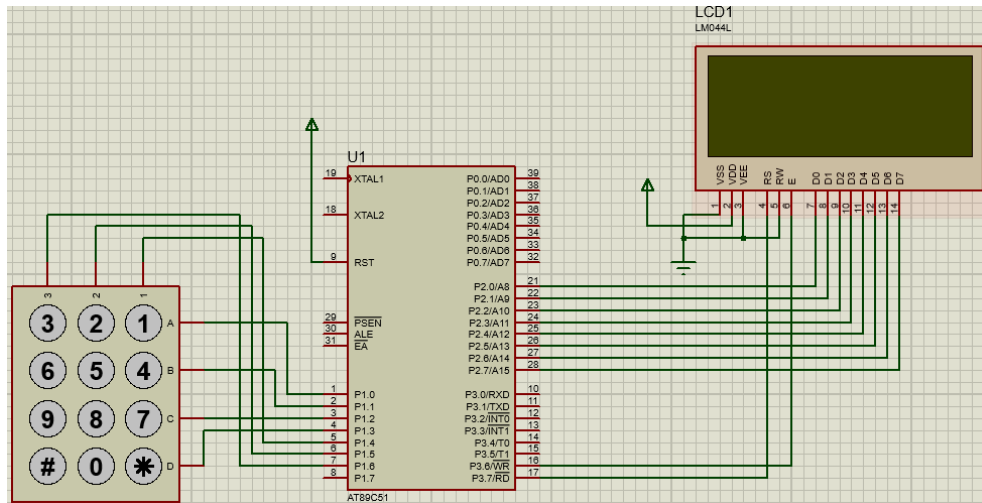 LCD1
LM044L
VSS
VDD
VEE
RS
RW
E
D0
D1
D2
D3
D4
D5
D6
D7
1
2
3
4
5
6
7
8
9
10
11
12
13
14
U1
19 XTAL1 P0.0/AD0 39
P0.1/AD1 38
P0.2/AD2 37
18 XTAL2 P0.3/AD3 36
P0.4/AD4 35
P0.5/AD5 34
P0.6/AD6 33
9 RST P0.7/AD7 32
P2.0/A8 21
P2.1/A9 22
P2.2/A10 23
29 PSEN P2.3/A11 24
30 ALE P2.4/A12 25
31 EA P2.5/A13 26
P2.6/A14 27
P2.7/A15 28
1 P1.0 P3.0/RXD 10
2 P1.1 P3.1/TXD 11
3 P1.2 P3.2/INT0 12
4 P1.3 P3.3/INT1 13
5 P1.4 P3.4/T0 14
6 P1.5 P3.5/T1 15
7 P1.6 P3.6/WR 16
8 P1.7 P3.7/RD 17
AT89C51
3 2 1
3 2 1 A
6 5 4 B
9 8 7 C
# 0 * D